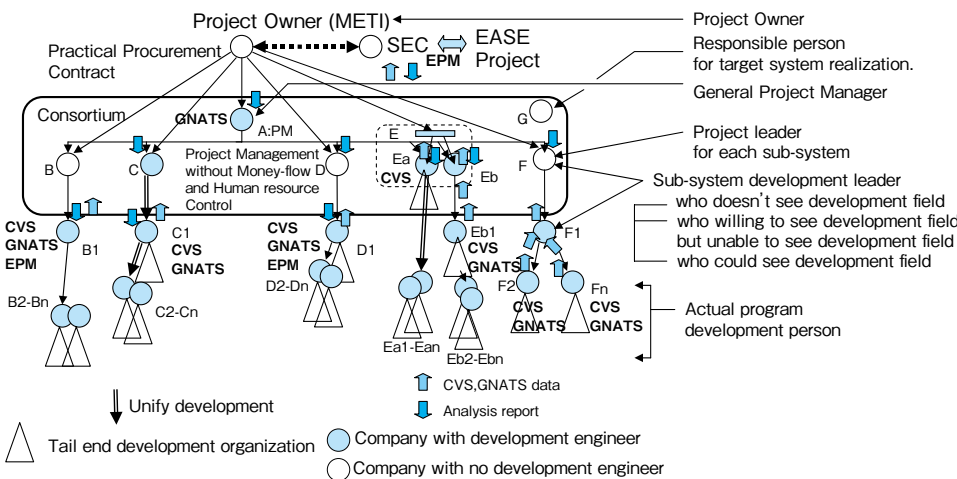 Project Owner (METI)
Project Owner
Practical Procurement
Contract
SEC
EPM
EASE
Project
Responsible person
for target system realization.
General Project Manager
Consortium
GNATS
A:PM
G
E
Project leader
for each sub-system
B
C
Project Management
without Money-flow
and Human resource
Control
D
Ea
CVS
Eb
F
Sub-system development leader
who doesn't see development field
who willing to see development field
but unable to see development field
who could see development field
CVS
GNATS
EPM
B1
C1
CVS
GNATS
CVS
GNATS
EPM
D1
Eb1
CVS
GNATS
F1
B2-Bn
C2-Cn
D2-Dn
F2
CVS
GNATS
Fn
CVS
GNATS
Actual program
development person
Ea1-Ean
Eb2-Ebn
CVS,GNATS data
Analysis report
Unify development
Tail end development organization
Company with development engineer
Company with no development engineer